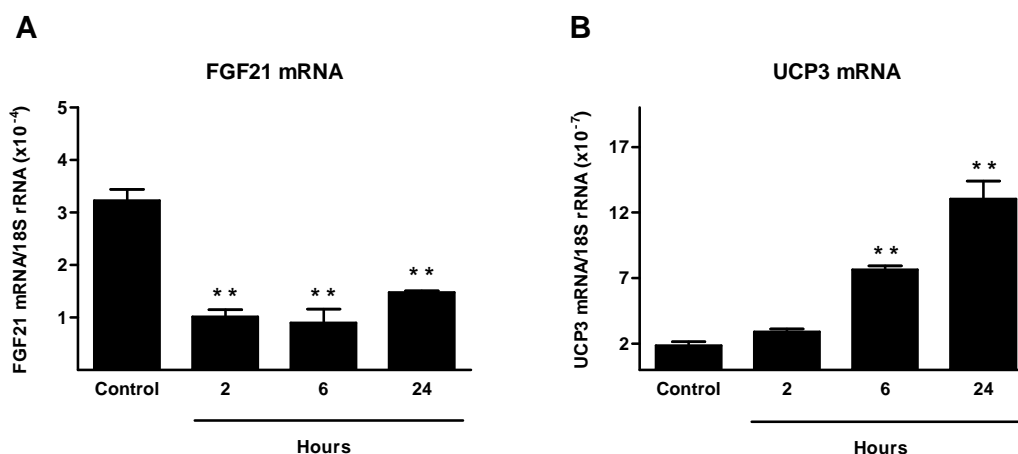 A
FGF21 mRNA
FGF21 mRNA/18S rRNA (x10⁻⁴)
5
4
3
2
1
**
**
**
Control 2 6 24
Hours
B
UCP3 mRNA
UCP3 mRNA/18S rRNA (x10⁻⁷)
17
12
7
2
**
**
Control 2 6 24
Hours